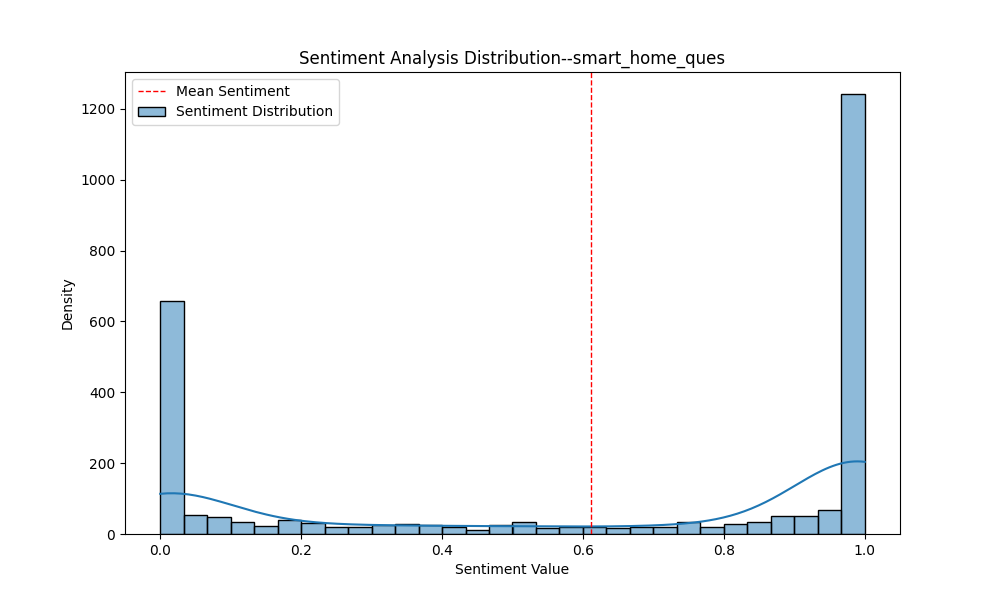 Sentiment Analysis Distribution--smart_home_ques
Mean Sentiment
Sentiment Distribution
1200
1000
800
600
400
200
0
Density
0.0 0.2 0.4 0.6 0.8 1.0
Sentiment Value